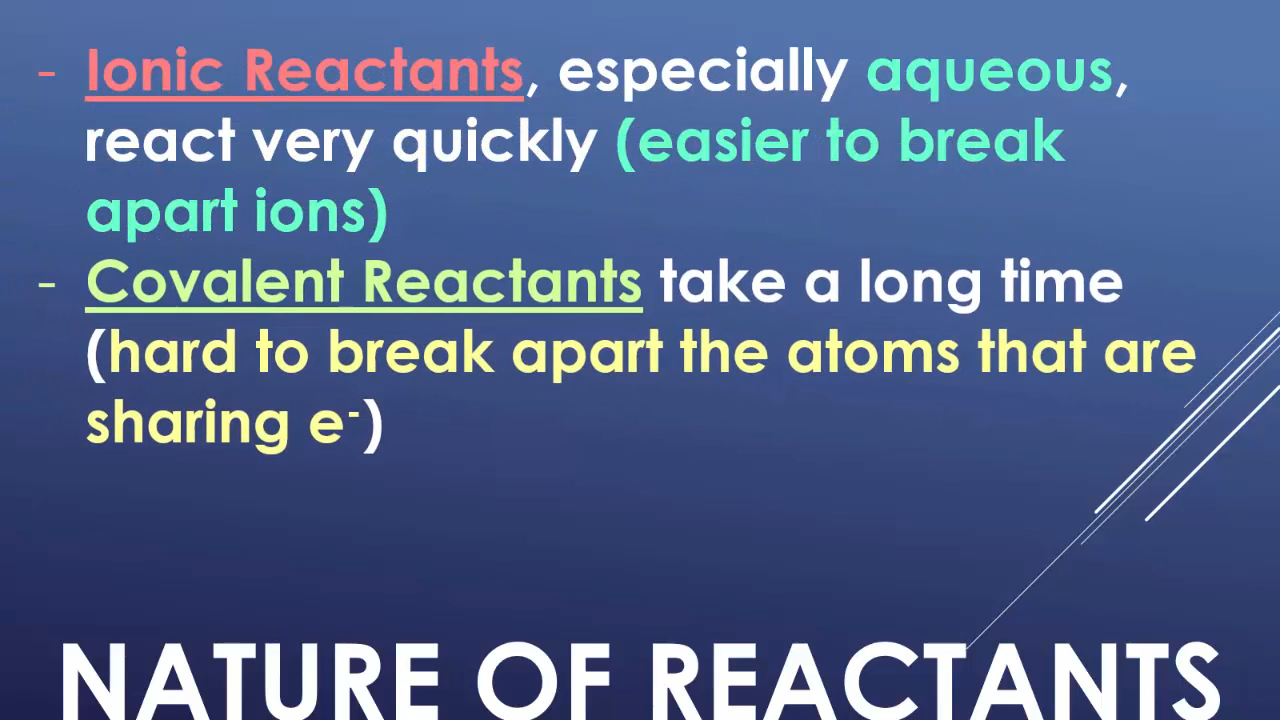 - Ionic Reactants, especially aqueous,
react very quickly (easier to break
apart ions)
- Covalent Reactants take a long time
(hard to break apart the atoms that are
sharing e⁻)
NATURE OF REACTANTS